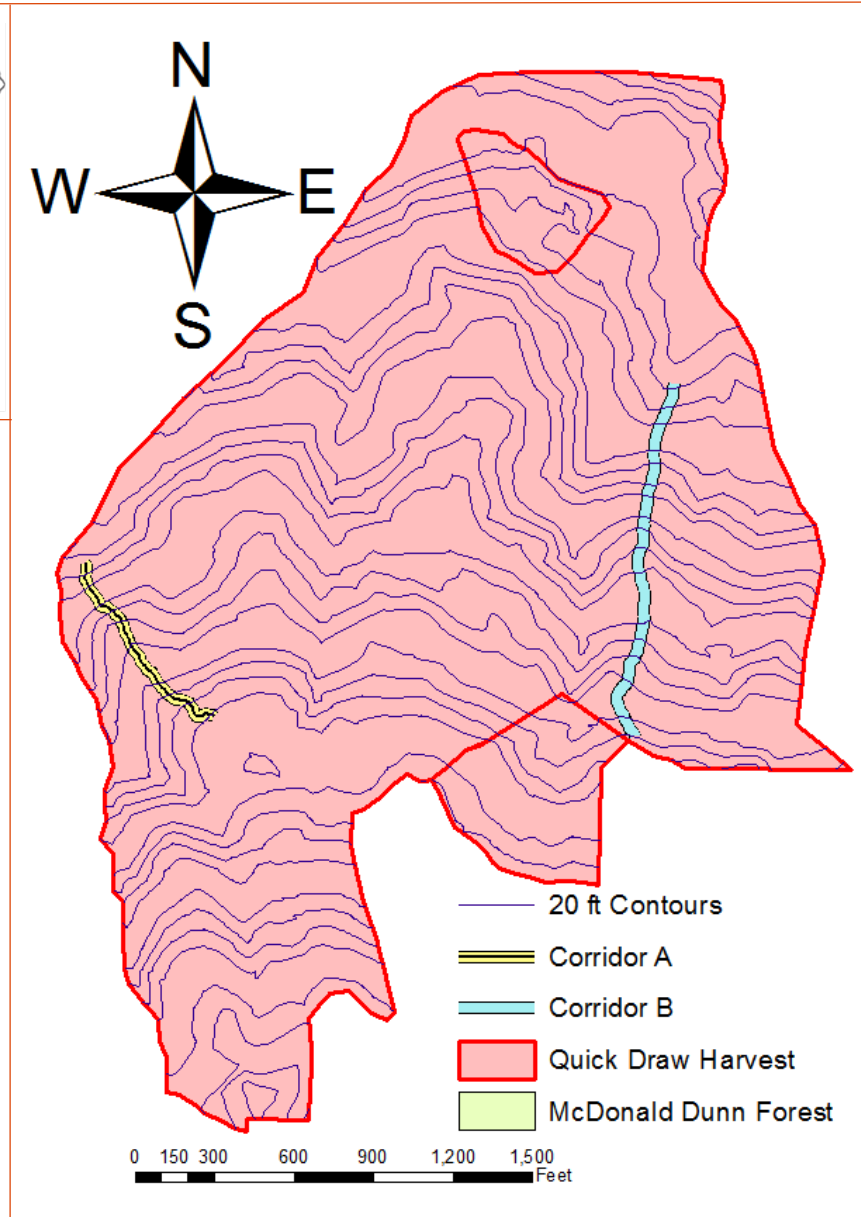 N
W E
S
20 ft Contours
Corridor A
Corridor B
Quick Draw Harvest
McDonald Dunn Forest
0 150 300 600 900 1,200 1,500
Feet